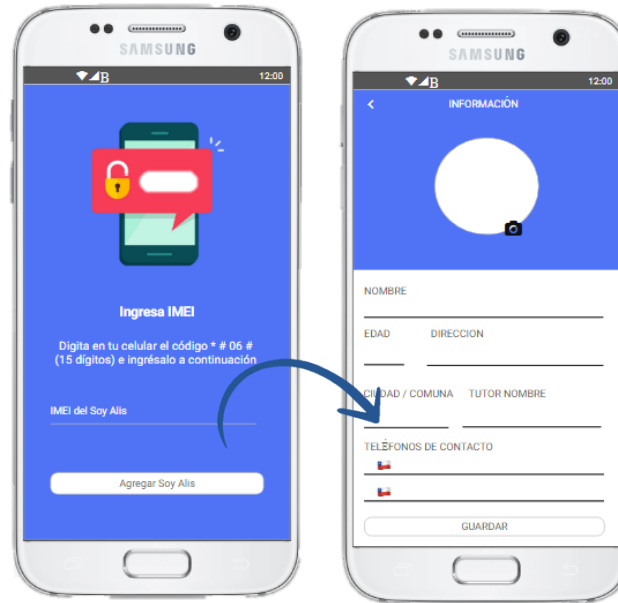 SAMSUNG
B 12:00
Ingresa IMEI
Digita en tu celular el código * # 06 #
(15 dígitos) e ingrésalo a continuación
IMEI del Soy Alis
Agregar Soy Alis
SAMSUNG
B 12:00
INFORMACIÓN
NOMBRE
EDAD DIRECCION
CIUDAD / COMUNA TUTOR NOMBRE
TELÉFONOS DE CONTACTO
GUARDAR